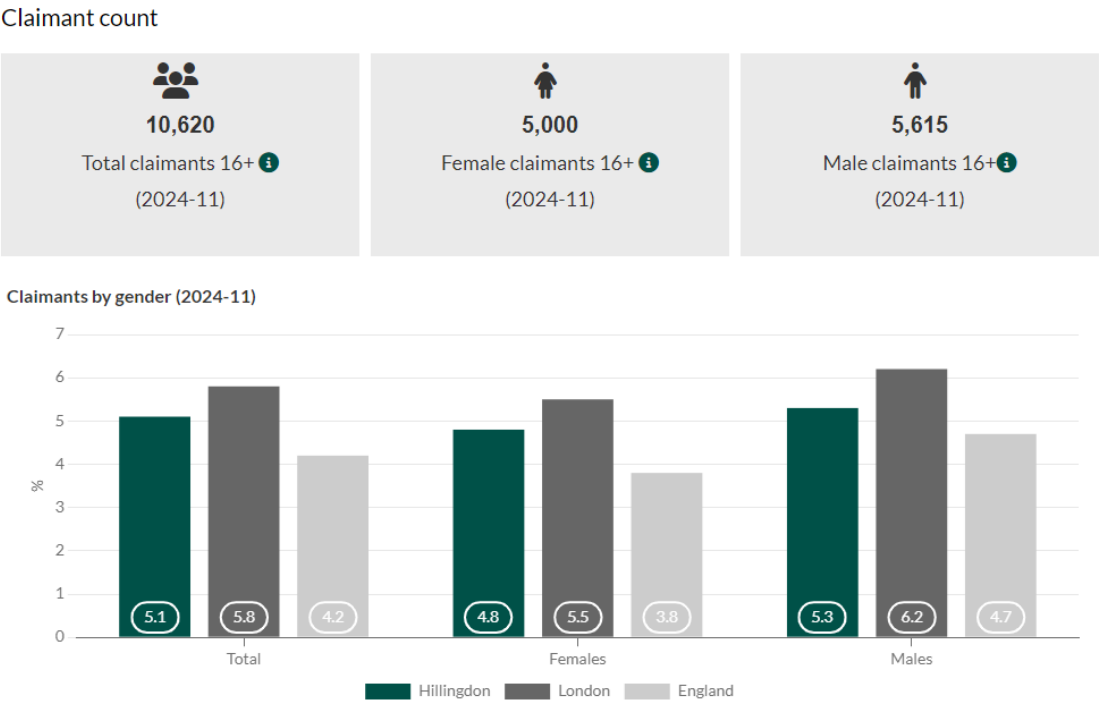 Claimant count
10,620
Total claimants 16+
(2024-11)
5,000
Female claimants 16+
(2024-11)
5,615
Male claimants 16+
(2024-11)
Claimants by gender (2024-11)
7
6
5
4
3
2
1
0
%
5.1 5.8 4.2 4.8 5.5 3.8 5.3 6.2 4.7
Total Females Males
Hillingdon London England